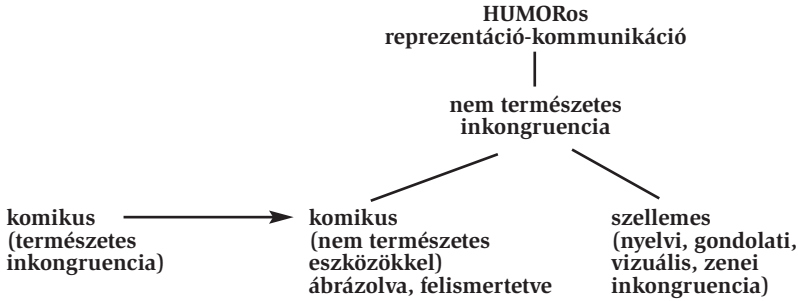 HUMORos
reprezentáció-kommunikáció
nem természetes
inkongruencia
komikus
(természetes
inkongruencia)
komikus
(nem természetes
eszközökkel)
ábrázolva, felismertetve
szellemes
(nyelvi, gondolati,
vizuális, zenei
inkongruencia)